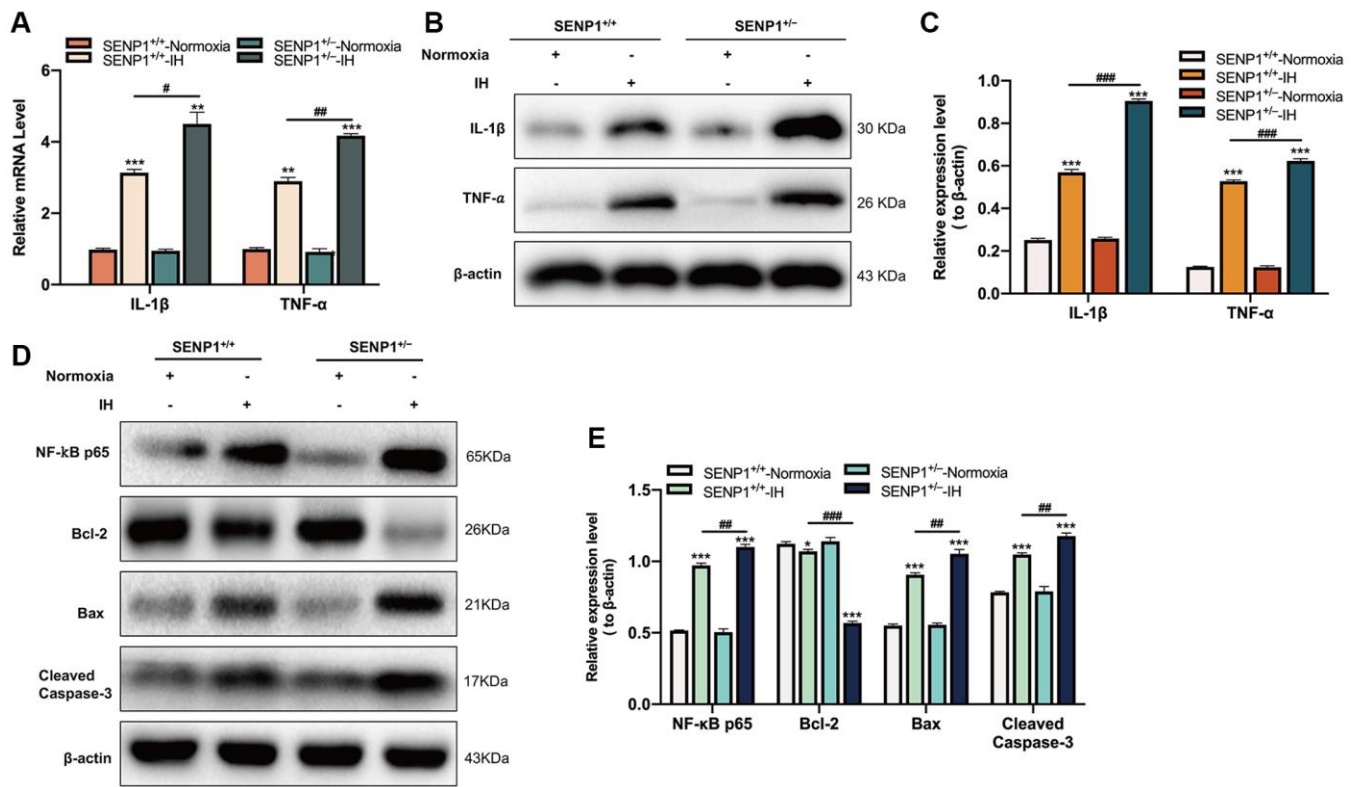 A
SENP1+/+-Normoxia SENP1+/–-Normoxia
SENP1+/+-IH SENP1+/–-IH
Relative mRNA Level
6
4
2
0
# ##
*** ** ** ***
IL-1β TNF-α
B
SENP1+/+ SENP1+/–
Normoxia + - + -
IH - + - +
IL-1β 30 KDa
TNF-α 26 KDa
β-actin 43 KDa
C
SENP1+/+-Normoxia
SENP1+/+-IH
SENP1+/–-Normoxia
SENP1+/–-IH
Relative expression level
( to β-actin)
1.0
0.8
0.6
0.4
0.2
0.0
### ###
*** *** *** ***
IL-1β TNF-α
D
SENP1+/+ SENP1+/–
Normoxia + - + -
IH - + - +
NF-kB p65 65KDa
Bcl-2 26KDa
Bax 21KDa
Cleaved
Caspase-3 17KDa
β-actin 43KDa
E
SENP1+/+-Normoxia SENP1+/–-Normoxia
SENP1+/+-IH SENP1+/–-IH
Relative expression level
( to β-actin)
1.5
1.0
0.5
0.0
## ### ## ##
*** *** * *** *** *** *** ***
NF-κB p65 Bcl-2 Bax Cleaved
Caspase-3